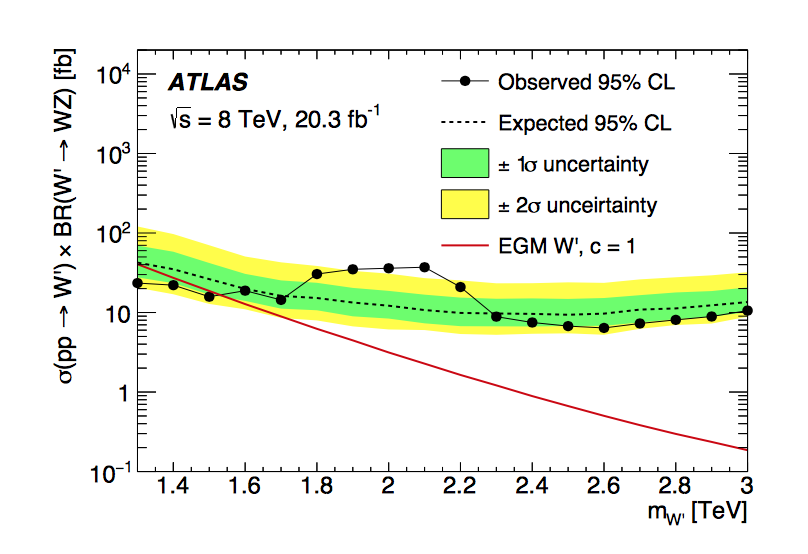 σ(pp → W') × BR(W' → WZ) [fb]
10⁴
10³
10²
10
1
10⁻¹
ATLAS
√s = 8 TeV, 20.3 fb⁻¹
Observed 95% CL
Expected 95% CL
± 1σ uncertainty
± 2σ unceirtainty
EGM W', c = 1
1.4 1.6 1.8 2 2.2 2.4 2.6 2.8 3
m_W' [TeV]